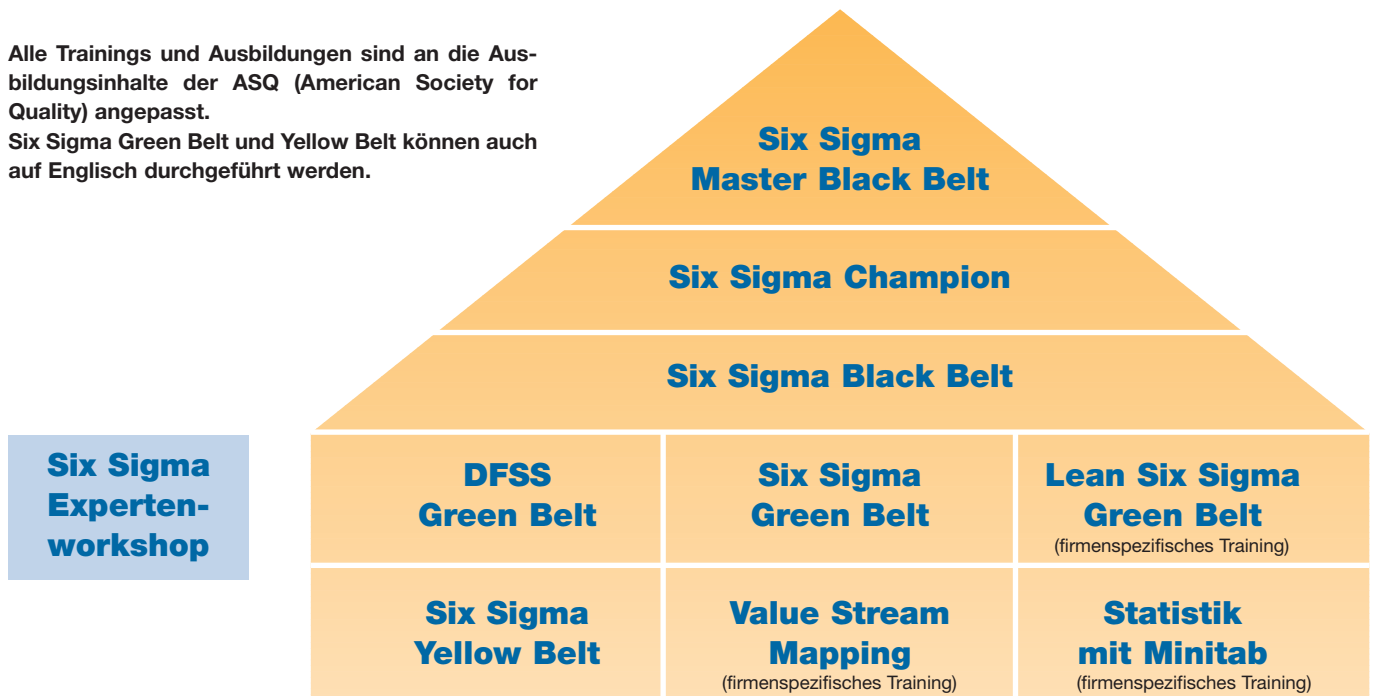 Alle Trainings und Ausbildungen sind an die Aus-
bildungsinhalte der ASQ (American Society for
Quality) angepasst.
Six Sigma Green Belt und Yellow Belt können auch
auf Englisch durchgeführt werden.
Six Sigma
Master Black Belt
Six Sigma Champion
Six Sigma Black Belt
Six Sigma
Experten-
workshop
DFSS
Green Belt
Six Sigma
Green Belt
Lean Six Sigma
Green Belt
(firmenspezifisches Training)
Six Sigma
Yellow Belt
Value Stream
Mapping
(firmenspezifisches Training)
Statistik
mit Minitab
(firmenspezifisches Training)